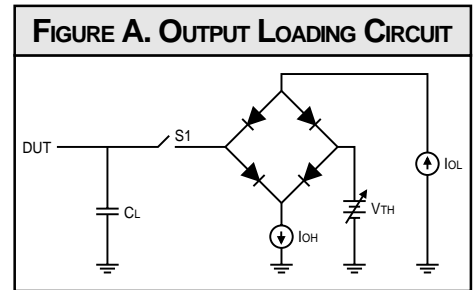 FIGURE A. OUTPUT LOADING CIRCUIT
S1
DUT
IOL
CL
VTH
IOH